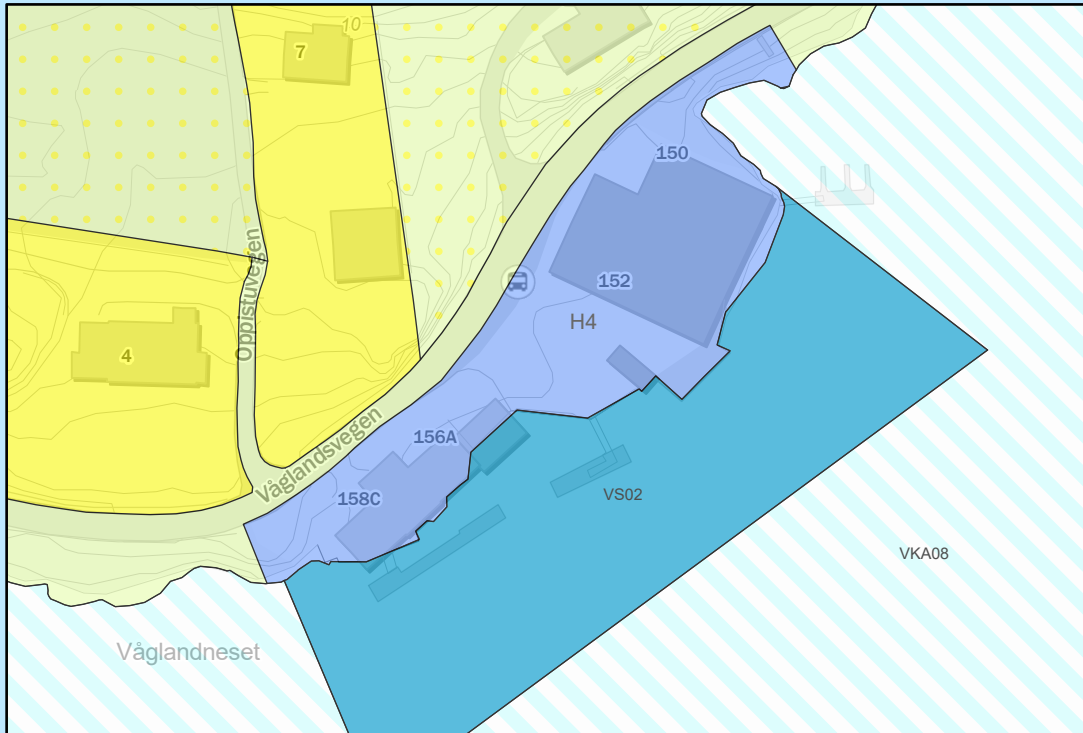 10
7
150
Oppistuvegen
152
H4
4
156A
Våglandsvegen
158C
VS02
VKA08
Våglandneset